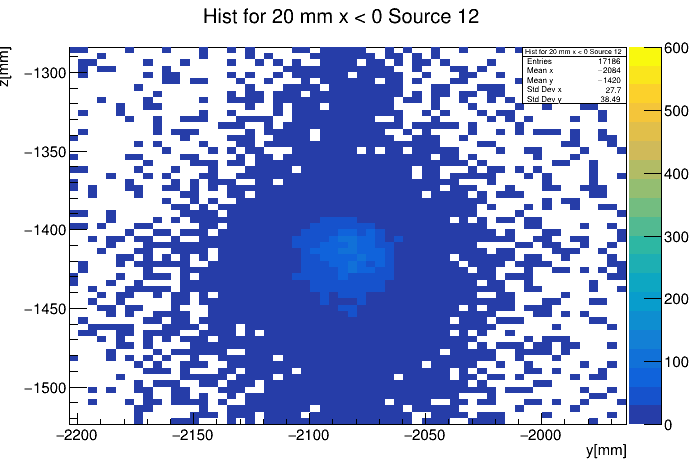 Hist for 20 mm x < 0 Source 12
z[mm]
Hist for 20 mm x < 0 Source 12
Entries 17186
Mean x −2084
Mean y −1420
Std Dev x 27.7
Std Dev y 38.49
−1300
−1350
−1400
−1450
−1500
−2200 −2150 −2100 −2050 −2000
y[mm]
600
500
400
300
200
100
0